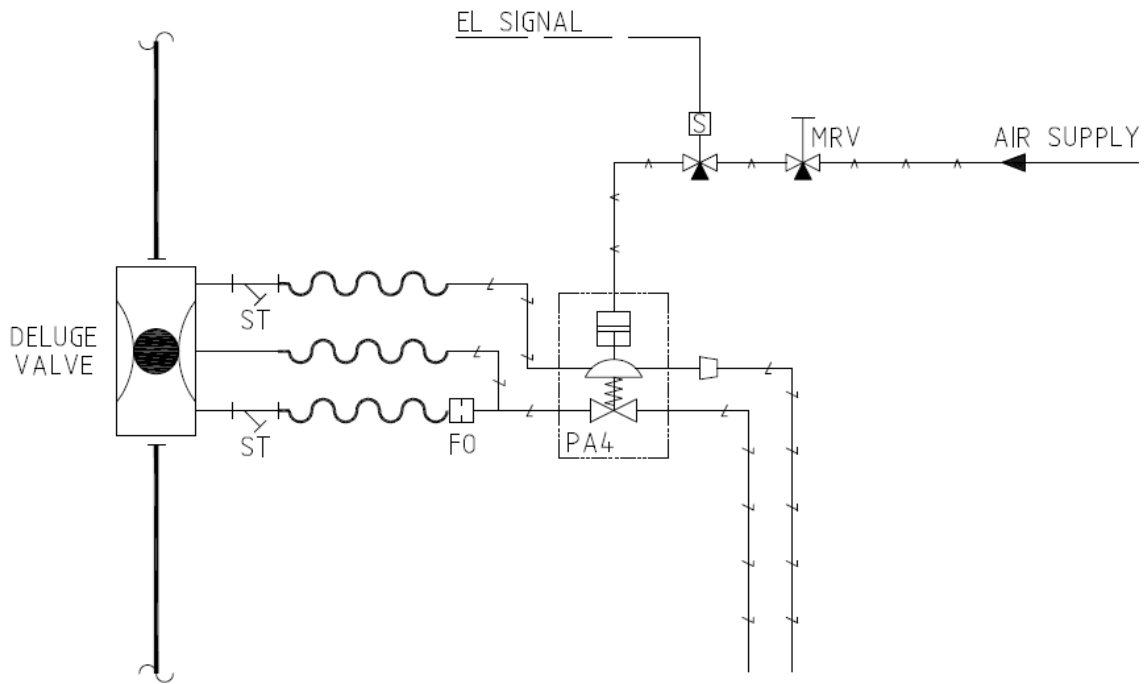 EL SIGNAL
S
MRV
AIR SUPPLY
ST
DELUGE
VALVE
ST
FO
PA4